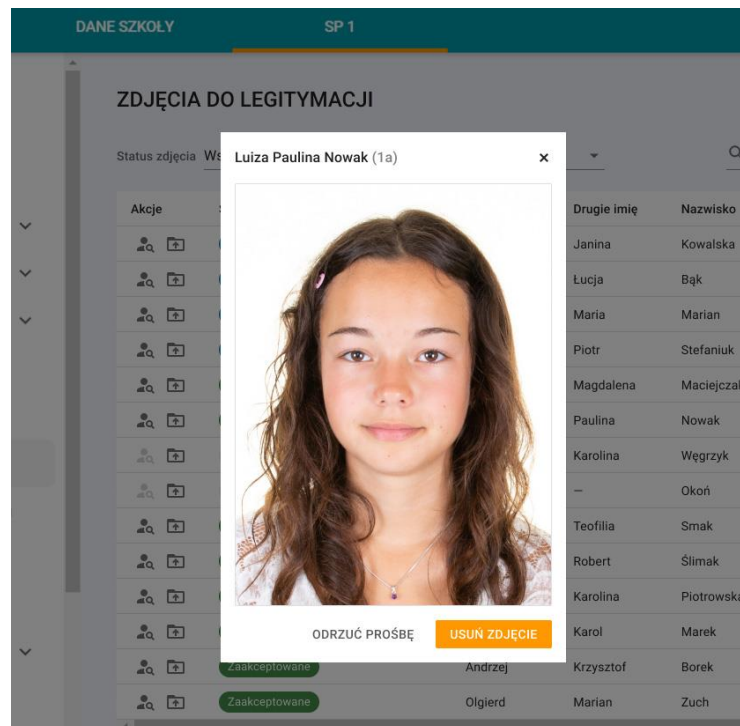 DANE SZKOŁY SP 1
ZDJĘCIA DO LEGITYMACJI
Status zdjęcia
Luiza Paulina Nowak (1a) ×
Akcje Drugie imię Nazwisko
Janina Kowalska
Łucja Bąk
Maria Marian
Piotr Stefaniuk
Magdalena
Paulina Nowak
Karolina Węgrzyk
– Okoń
Teofilia Smak
Robert Ślimak
Karolina Piotrowska
Karol Marek
ODRZUĆ PROŚBĘ USUŃ ZDJĘCIE
Zaakceptowane Andrzej Krzysztof Borek
Zaakceptowane Olgierd Marian Zuch